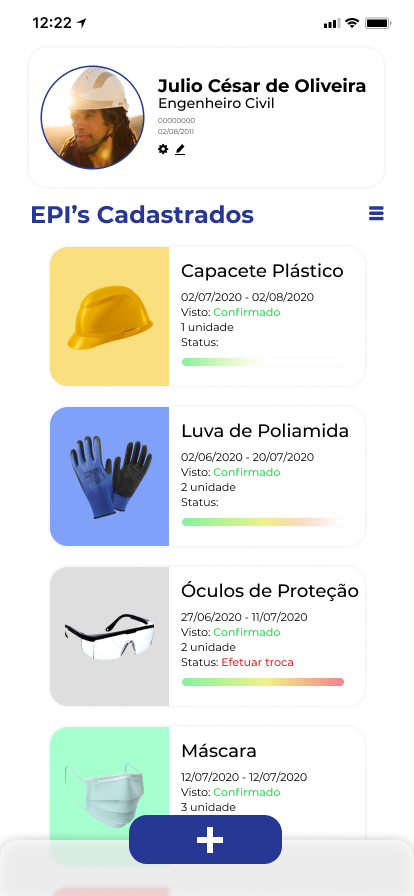 12:22
Julio César de Oliveira
Engenheiro Civil
00000000
02/08/2011
EPI's Cadastrados
Capacete Plástico
02/07/2020 - 02/08/2020
Visto: Confirmado
1 unidade
Status:
Luva de Poliamida
02/06/2020 - 20/07/2020
Visto: Confirmado
2 unidade
Status:
Óculos de Proteção
27/06/2020 - 11/07/2020
Visto: Confirmado
2 unidade
Status: Efetuar troca
Máscara
12/07/2020 - 12/07/2020
Visto: Confirmado
3 unidade